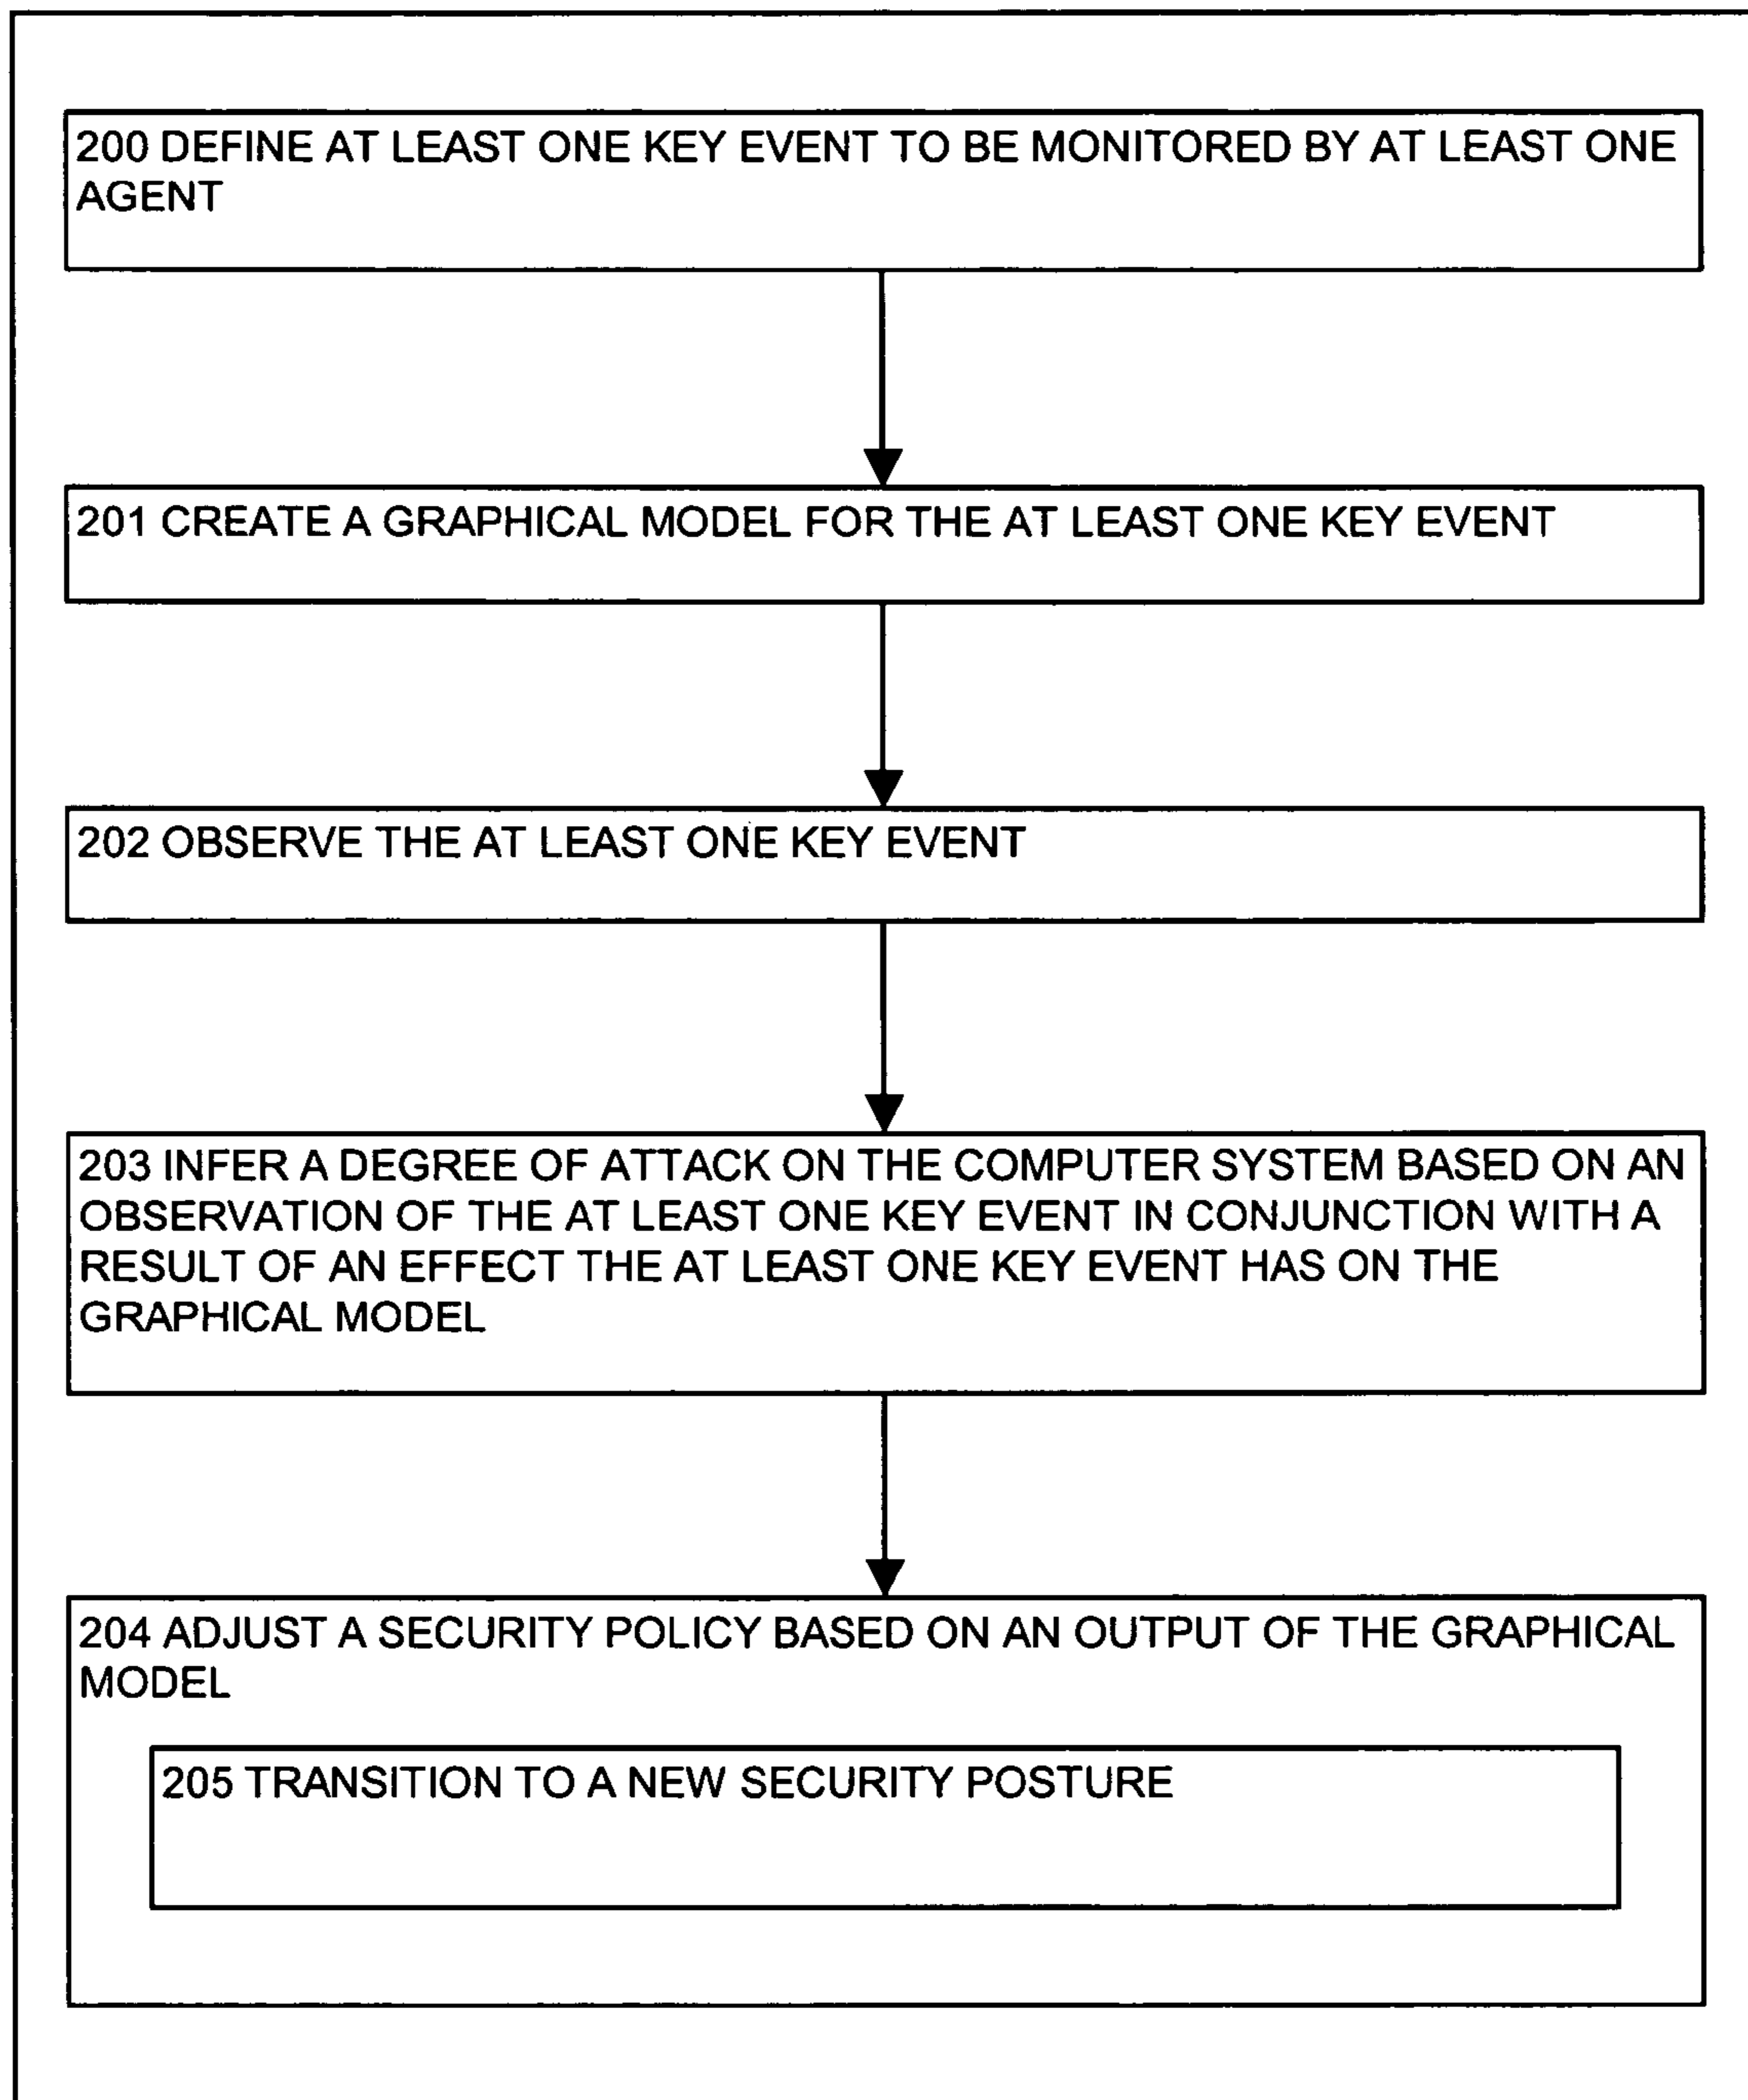 200 DEFINE AT LEAST ONE KEY EVENT TO BE MONITORED BY AT LEAST ONE
AGENT
201 CREATE A GRAPHICAL MODEL FOR THE AT LEAST ONE KEY EVENT
202 OBSERVE THE AT LEAST ONE KEY EVENT
203 INFER A DEGREE OF ATTACK ON THE COMPUTER SYSTEM BASED ON AN
OBSERVATION OF THE AT LEAST ONE KEY EVENT IN CONJUNCTION WITH A
RESULT OF AN EFFECT THE AT LEAST ONE KEY EVENT HAS ON THE
GRAPHICAL MODEL
204 ADJUST A SECURITY POLICY BASED ON AN OUTPUT OF THE GRAPHICAL
MODEL
205 TRANSITION TO A NEW SECURITY POSTURE